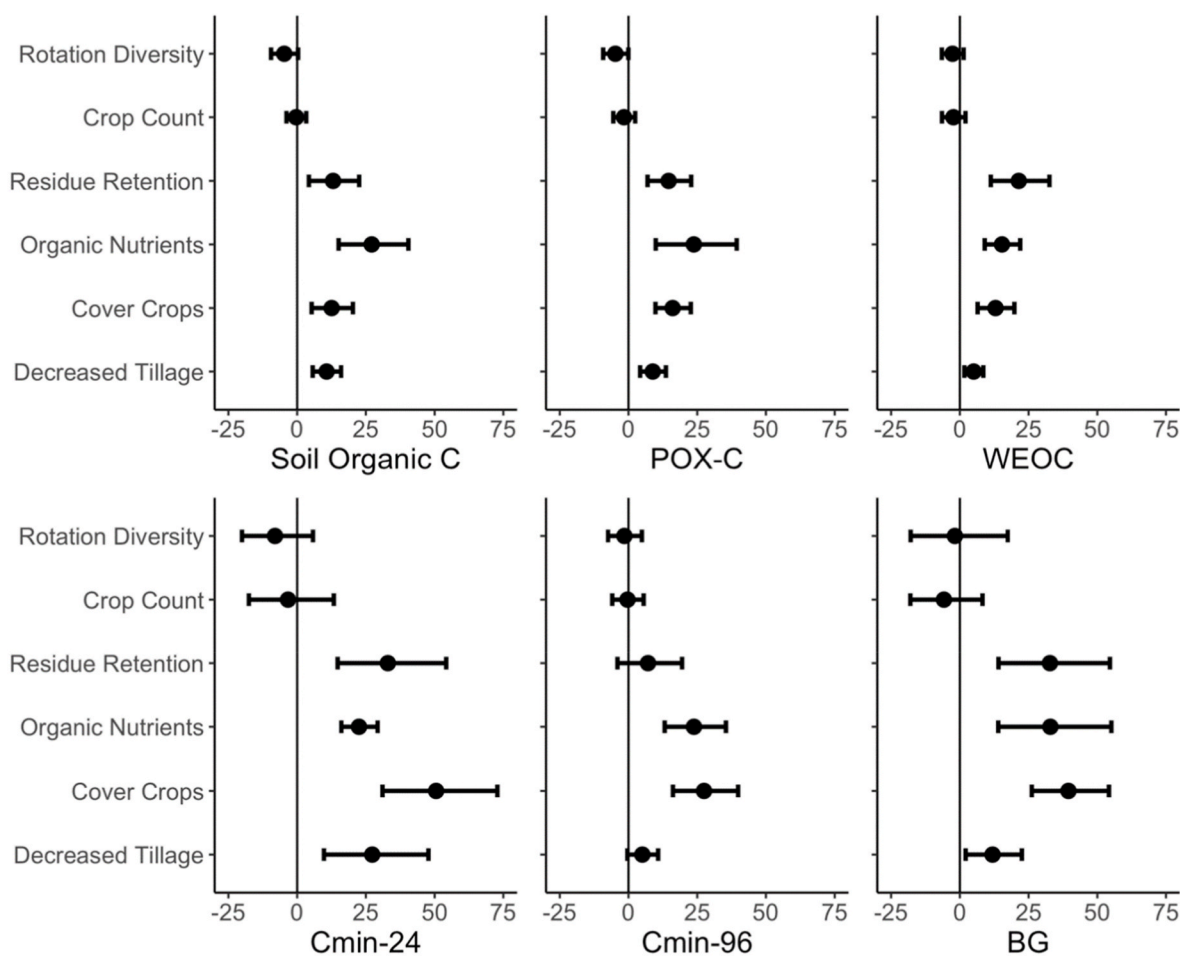 Rotation Diversity
Crop Count
Residue Retention
Organic Nutrients
Cover Crops
Decreased Tillage
-25 0 25 50 75
Soil Organic C
-25 0 25 50 75
POX-C
-25 0 25 50 75
WEOC
Rotation Diversity
Crop Count
Residue Retention
Organic Nutrients
Cover Crops
Decreased Tillage
-25 0 25 50 75
Cmin-24
-25 0 25 50 75
Cmin-96
-25 0 25 50 75
BG